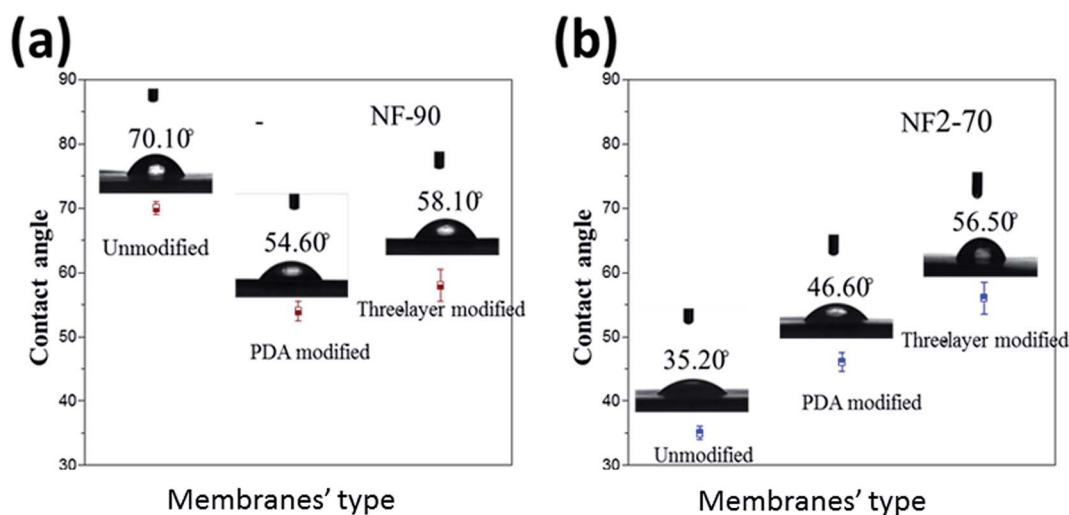 (a)
90
80
70
60
50
40
30
Contact angle
NF-90
70.10°
Unmodified
54.60°
PDA modified
58.10°
Threelayer modified
Membranes' type
(b)
90
80
70
60
50
40
30
Contact angle
NF2-70
35.20°
Unmodified
46.60°
PDA modified
56.50°
Threelayer modified
Membranes' type